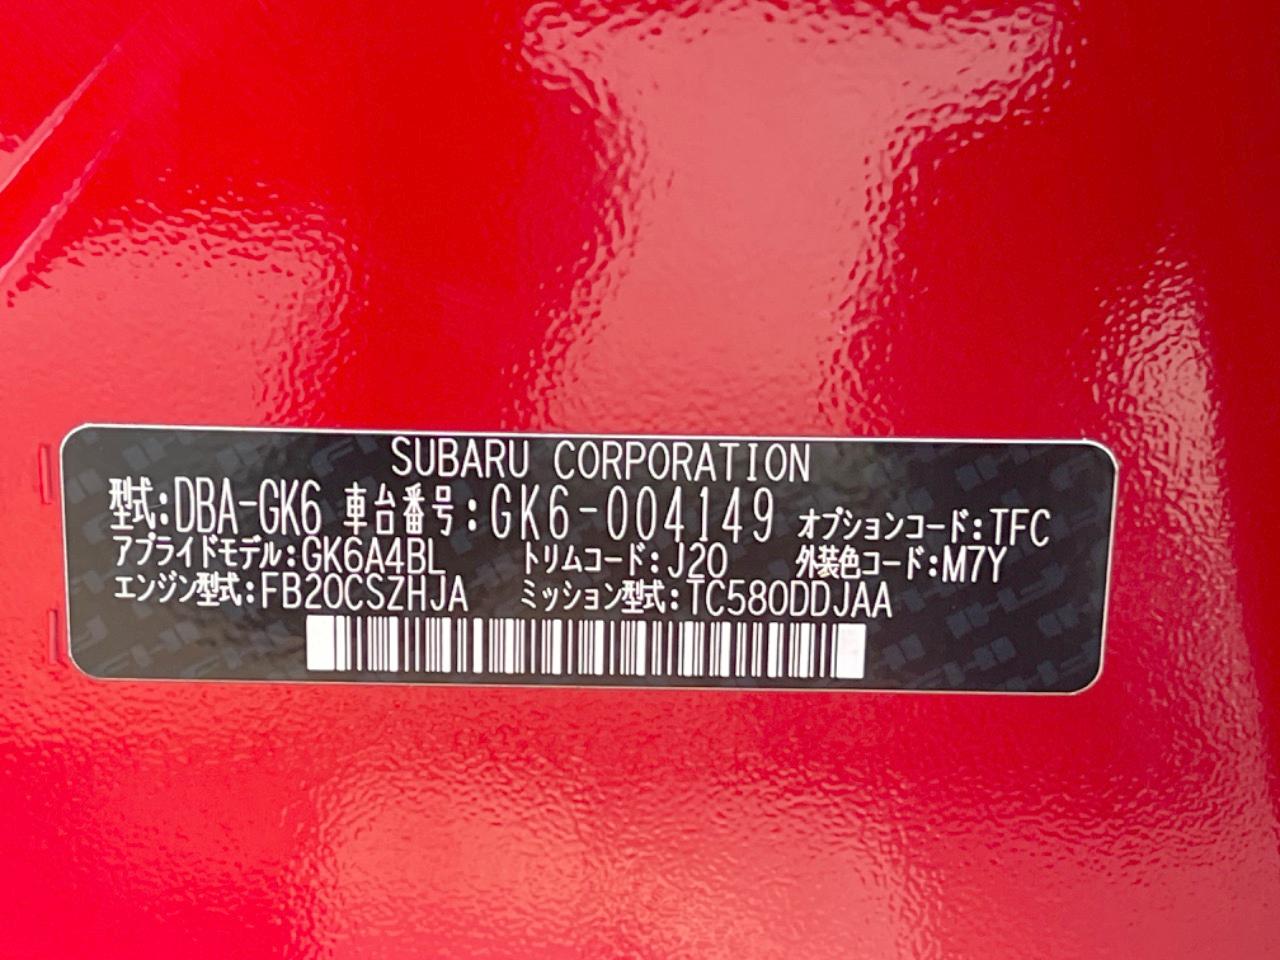 SUBARU CORPORATION
型式:DBA-GK6 車台番号:GK6-004149 オプションコード:TFC
アプライドモデル:GK6A4BL トリムコード:J20 外装色コード:M7Y
エンジン型式:FB20CSZHJA ミッション型式:TC580DDJAA